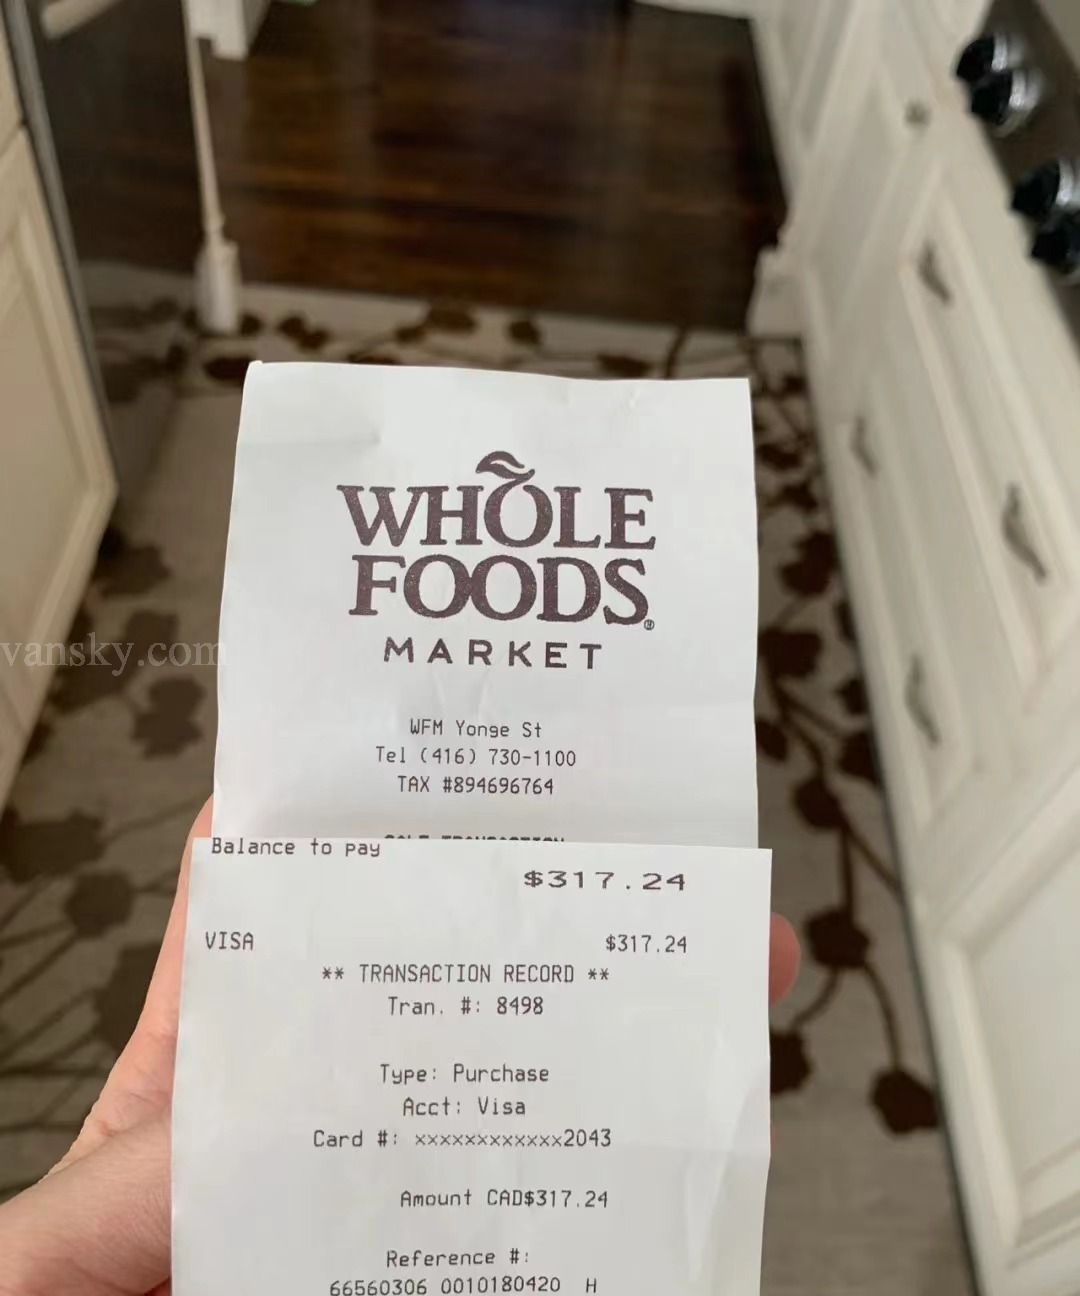 WHOLE
FOODS®
MARKET
vansky.com
WFM Yonge St
Tel (416) 730-1100
TAX #894696764
Balance to pay
$317.24
VISA $317.24
** TRANSACTION RECORD **
Tran. #: 8498
Type: Purchase
Acct: Visa
Card #: xxxxxxxxxxxx2043
Amount CAD$317.24
Reference #:
66560306 0010180420 H